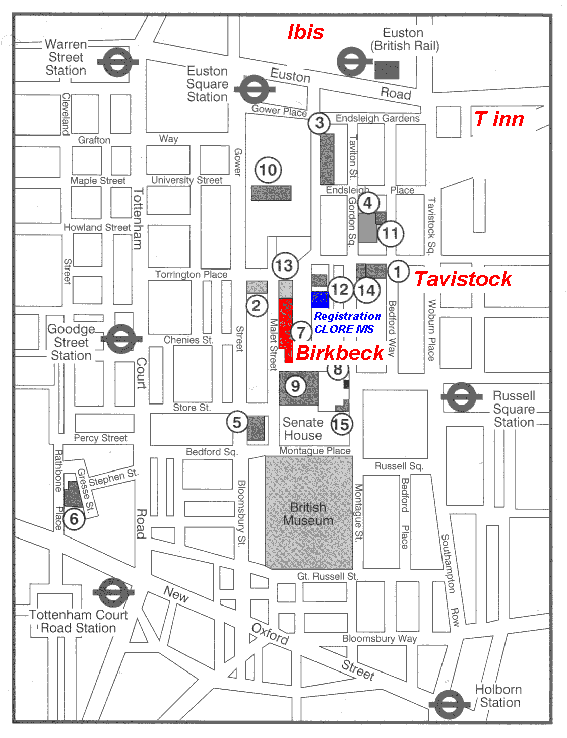 Ibis
Euston
(British Rail)
Warren
Street
Station
Euston
Square
Station
Euston
Road
Gower Place
Endsleigh Gardens
T inn
3
Cleveland
Grafton
Way
Gower
Taviton St.
10
Maple Street
University Street
Endsleigh
Place
Tottenham
Gordon Sq.
4
11
Tavistock Sq.
Howland Street
Street
13
1
Torrington Place
Tavistock
2
12
14
Registration
CLORE MS
Bedford Way
Woburn Place
Goodge
Street
Station
Chenies St.
Street
Malet Street
7
Birkbeck
Court
8
9
Russell
Square
Station
Store St.
5
Senate
House
15
Percy Street
Bedford Sq.
Montague Place
Russell Sq.
Rathbone
Place
Gresse St.
Stephen St.
Bloomsbury St.
British
Museum
Montague St.
Bedford
Place
6
Road
Southampton
Row
Gt. Russell St.
Tottenham Court
Road Station
New
Oxford
Street
Bloomsbury Way
Holborn
Station